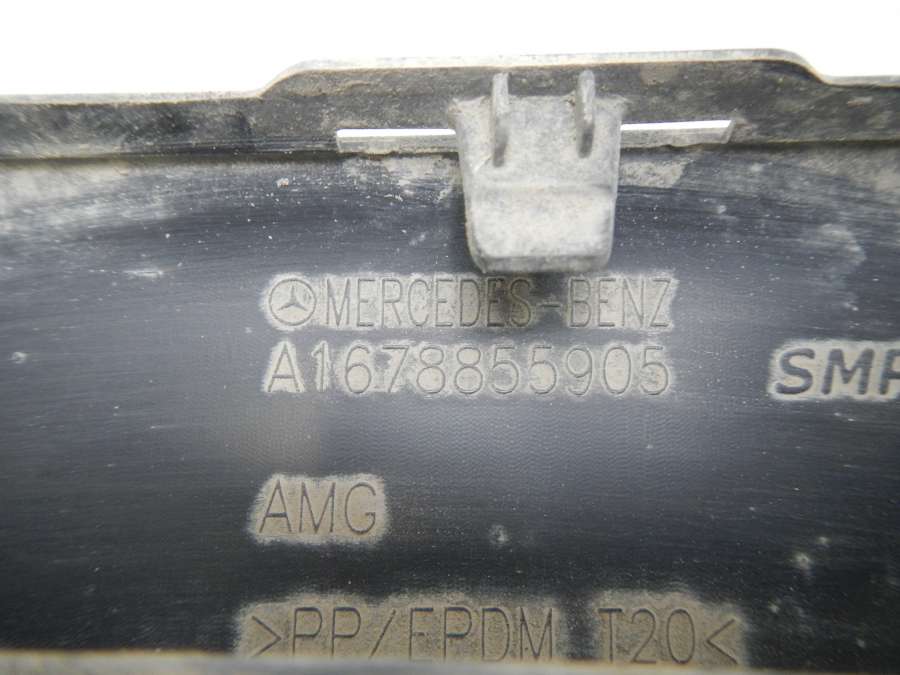 MERCEDES-BENZ
A1678855905
SMP
AMG
>PP/EPDM T20<